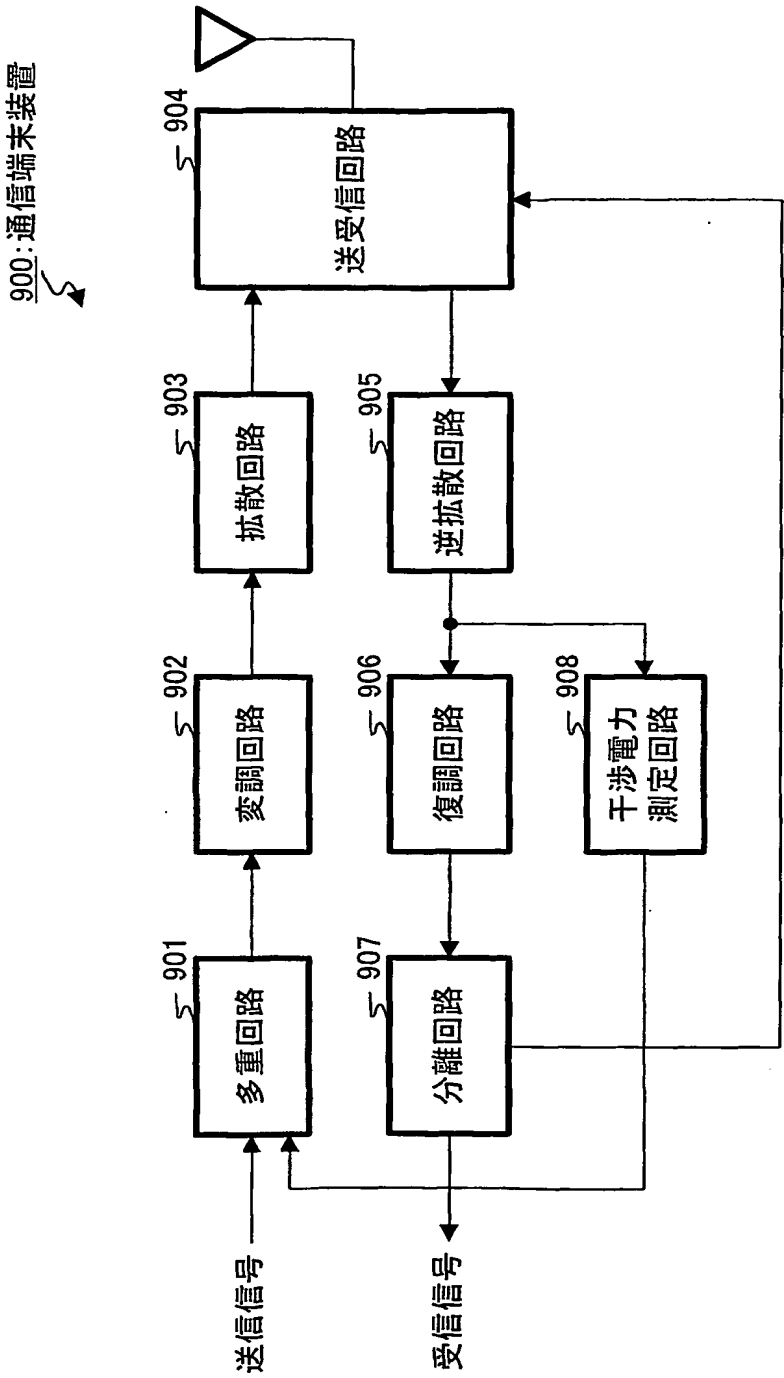 900:通信端末装置
送信信号
901
多重回路
902
変調回路
903
拡散回路
904
送受信回路
受信信号
907
分離回路
906
復調回路
905
逆拡散回路
908
干渉電力
測定回路